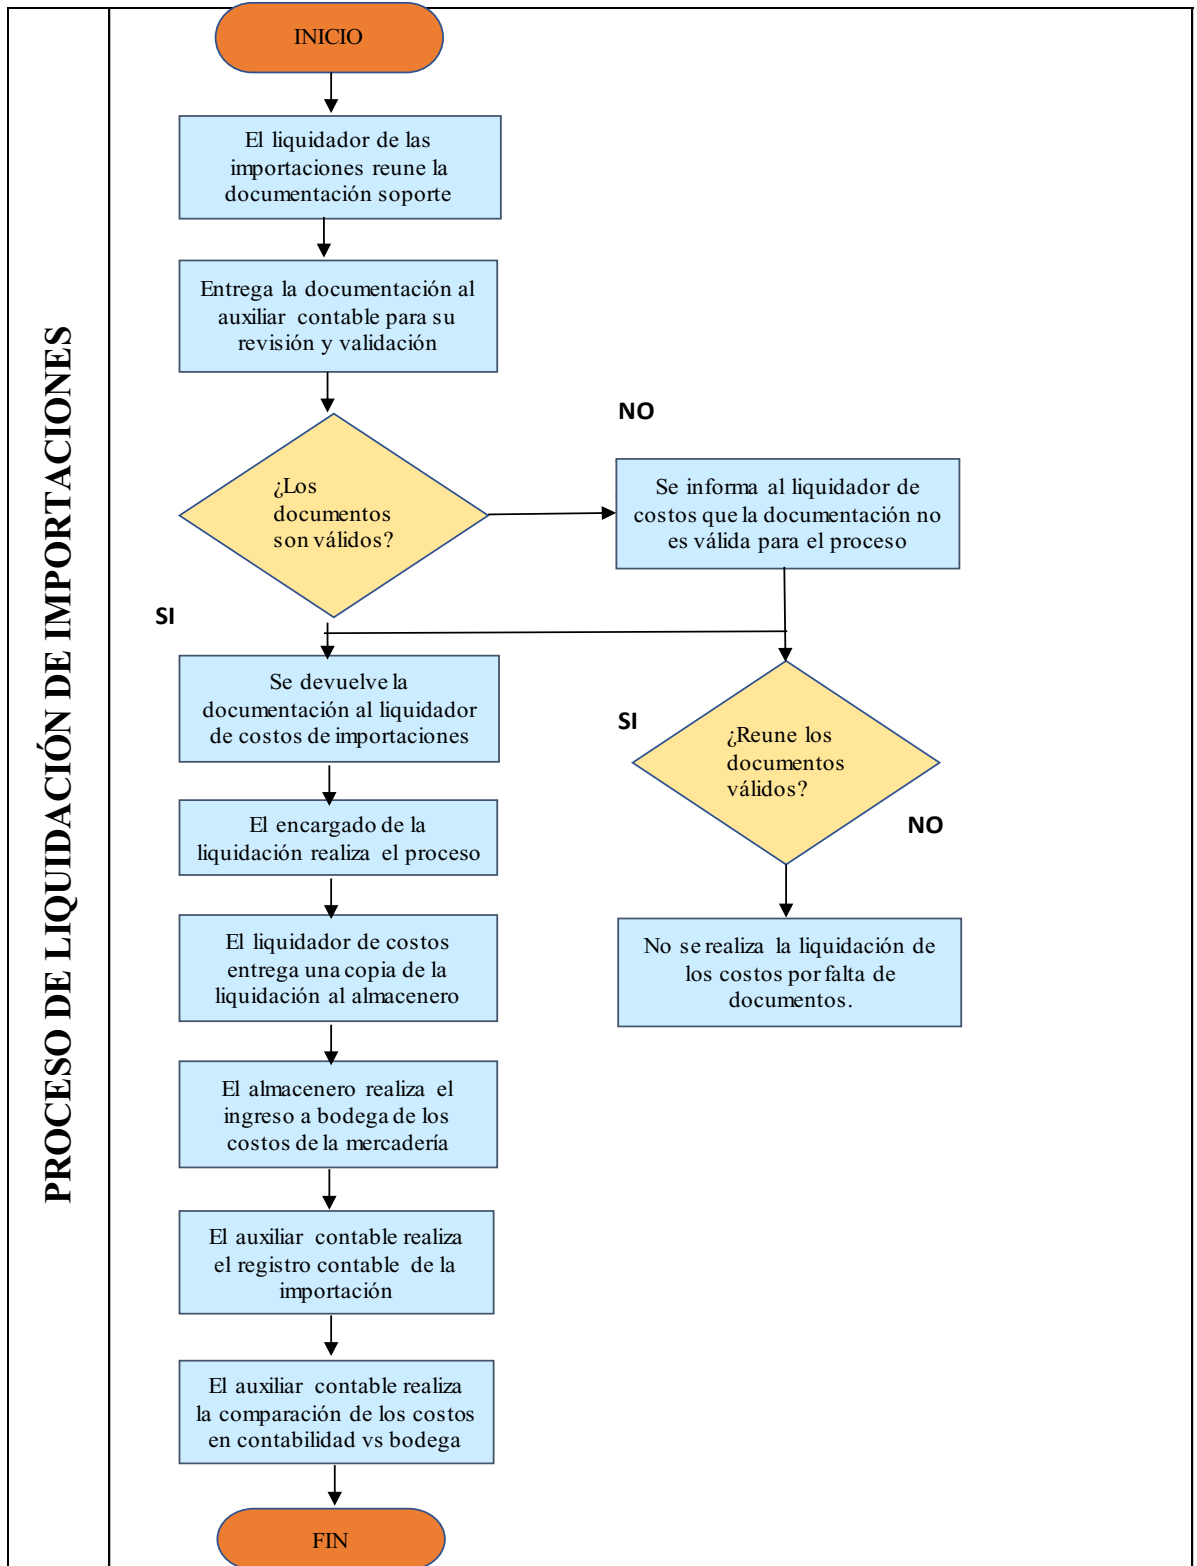 PROCESO DE LIQUIDACIÓN DE IMPORTACIONES
INICIO
El liquidador de las
importaciones reune la
documentación soporte
Entrega la documentación al
auxiliar contable para su
revisión y validación
¿Los
documentos
son válidos?
NO
Se informa al liquidador de
costos que la documentación no
es válida para el proceso
SI
Se devuelve la
documentación al liquidador
de costos de importaciones
SI
¿Reune los
documentos
válidos?
NO
El encargado de la
liquidación realiza el proceso
El liquidador de costos
entrega una copia de la
liquidación al almacenero
No se realiza la liquidación de
los costos por falta de
documentos.
El almacenero realiza el
ingreso a bodega de los
costos de la mercadería
El auxiliar contable realiza
el registro contable de la
importación
El auxiliar contable realiza
la comparación de los costos
en contabilidad vs bodega
FIN